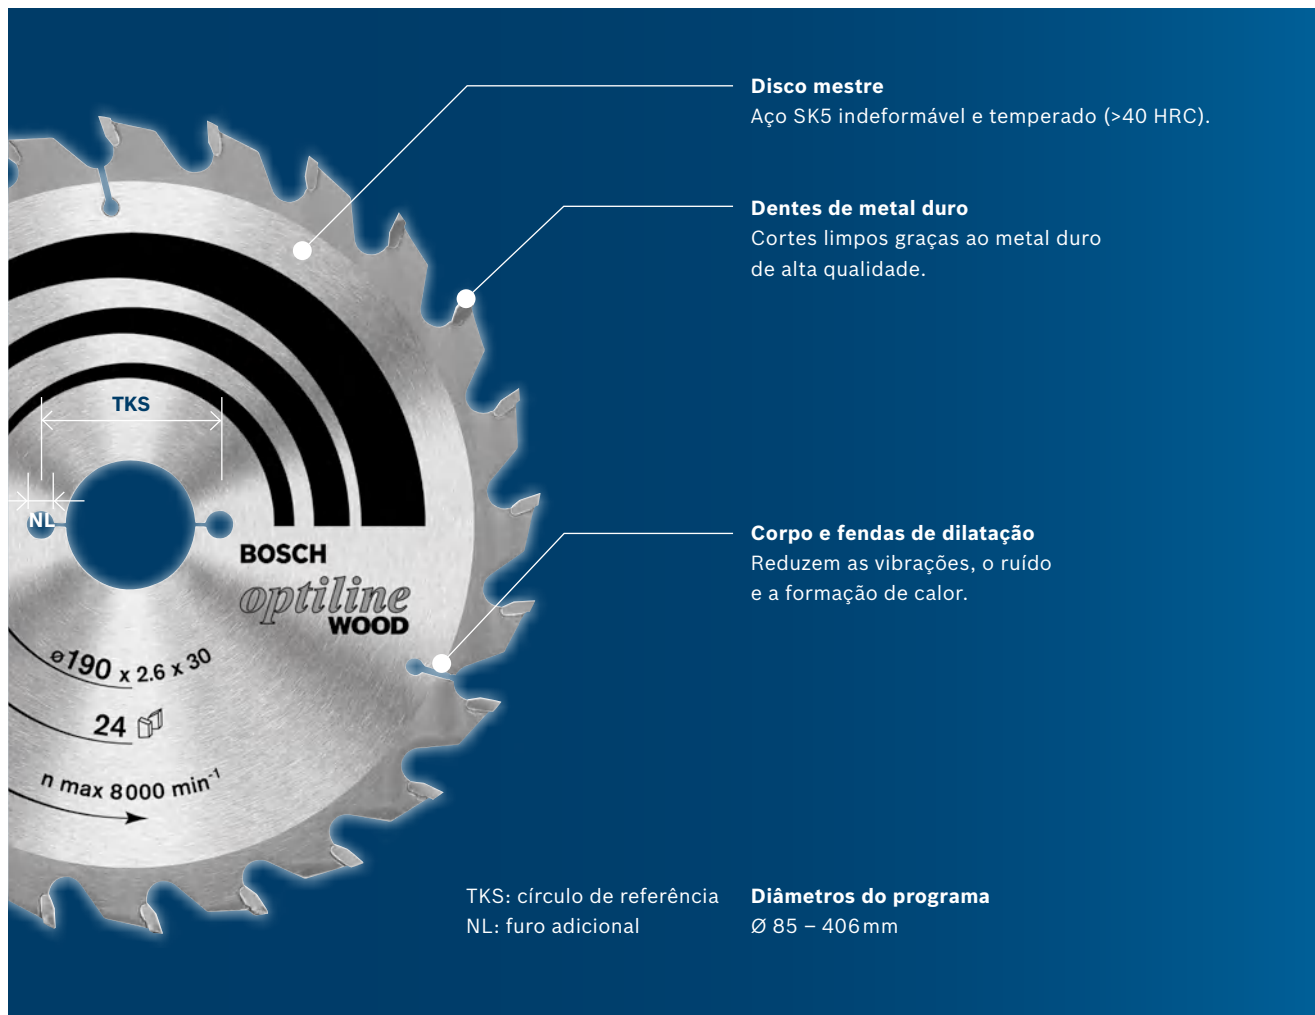 Disco mestre
Aço SK5 indeformável e temperado (>40 HRC).
Dentes de metal duro
Cortes limpos graças ao metal duro
de alta qualidade.
TKS
NL
BOSCH
optiline
WOOD
Corpo e fendas de dilatação
Reduzem as vibrações, o ruído
e a formação de calor.
ø190 x 2.6 x 30
24
n max 8000 min⁻¹
TKS: círculo de referência
NL: furo adicional
Diâmetros do programa
Ø 85 – 406 mm